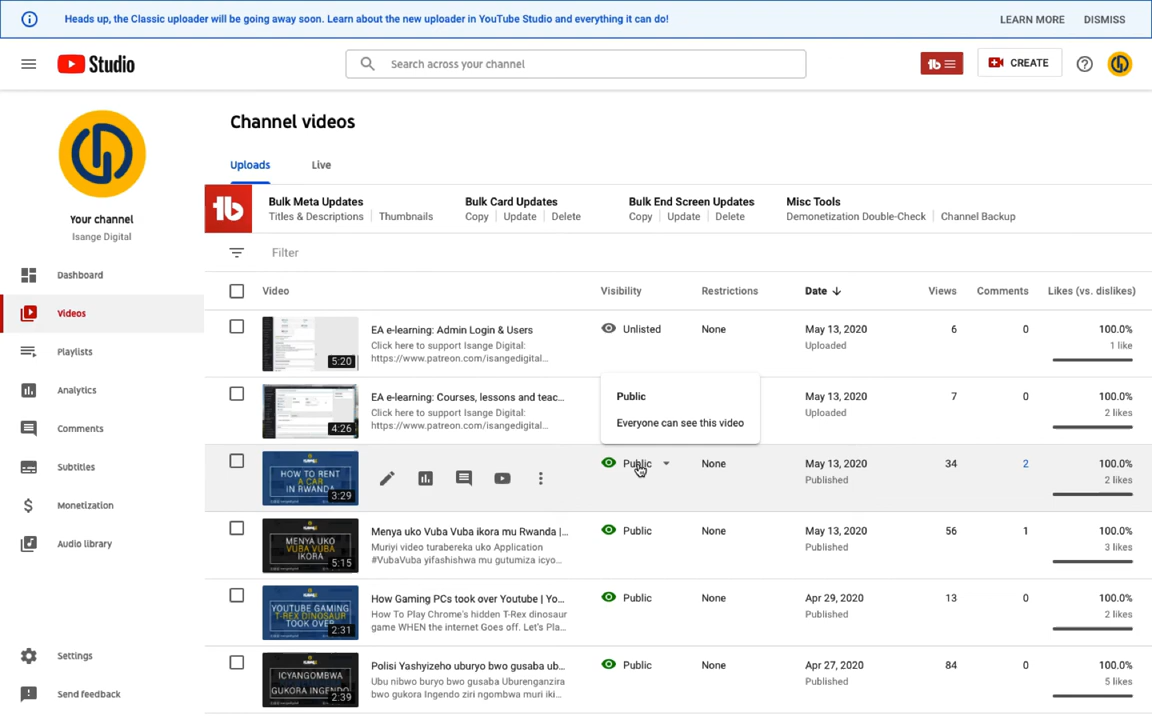 Heads up, the Classic uploader will be going away soon. Learn about the new uploader in YouTube Studio and everything it can do!
LEARN MORE
DISMISS
Studio
Search across your channel
tb
CREATE
Your channel
Isange Digital
Dashboard
Videos
Playlists
Analytics
Comments
Subtitles
Monetization
Audio library
Settings
Send feedback
Channel videos
Uploads
Live
tb
Bulk Meta Updates
Titles & Descriptions
Thumbnails
Bulk Card Updates
Copy
Update
Delete
Bulk End Screen Updates
Copy
Update
Delete
Misc Tools
Demonetization Double-Check
Channel Backup
Filter
Video
Visibility
Restrictions
Date
Views
Comments
Likes (vs. dislikes)
5:20
EA e-learning: Admin Login & Users
Click here to support Isange Digital:
https://www.patreon.com/isangedigital...
Unlisted
None
May 13, 2020
Uploaded
6
0
100.0%
1 like
4:26
EA e-learning: Courses, lessons and teac...
Click here to support Isange Digital:
https://www.patreon.com/isangedigital...
Public
Everyone can see this video
May 13, 2020
Uploaded
7
0
100.0%
2 likes
HOW TO RENT
A CAR
IN RWANDA
3:29
Public
None
May 13, 2020
Published
34
2
100.0%
2 likes
MENYA UKO
VUBA VUBA
IKORA
5:15
Menya uko Vuba Vuba ikora mu Rwanda |...
Muriyi video turabereka uko Application
#VubaVuba yifashishwa mu gutumiza icyo...
Public
None
May 13, 2020
Published
56
1
100.0%
3 likes
YOUTUBE GAMING
T-REX DINOSAUR
TOOK OVER
2:31
How Gaming PCs took over Youtube | Yo...
How To Play Chrome's hidden T-Rex dinosaur
game WHEN the internet Goes off. Let's Pla...
Public
None
Apr 29, 2020
Published
13
0
100.0%
2 likes
ICYANGOMBWA
GUKORA INGENDO
2:39
Polisi Yashyizeho uburyo bwo gusaba ub...
Ubu nibwo buryo bwo gusaba Uburenganzira
bwo gukora Ingendo ziri ngombwa muri iki...
Public
None
Apr 27, 2020
Published
84
0
100.0%
5 likes